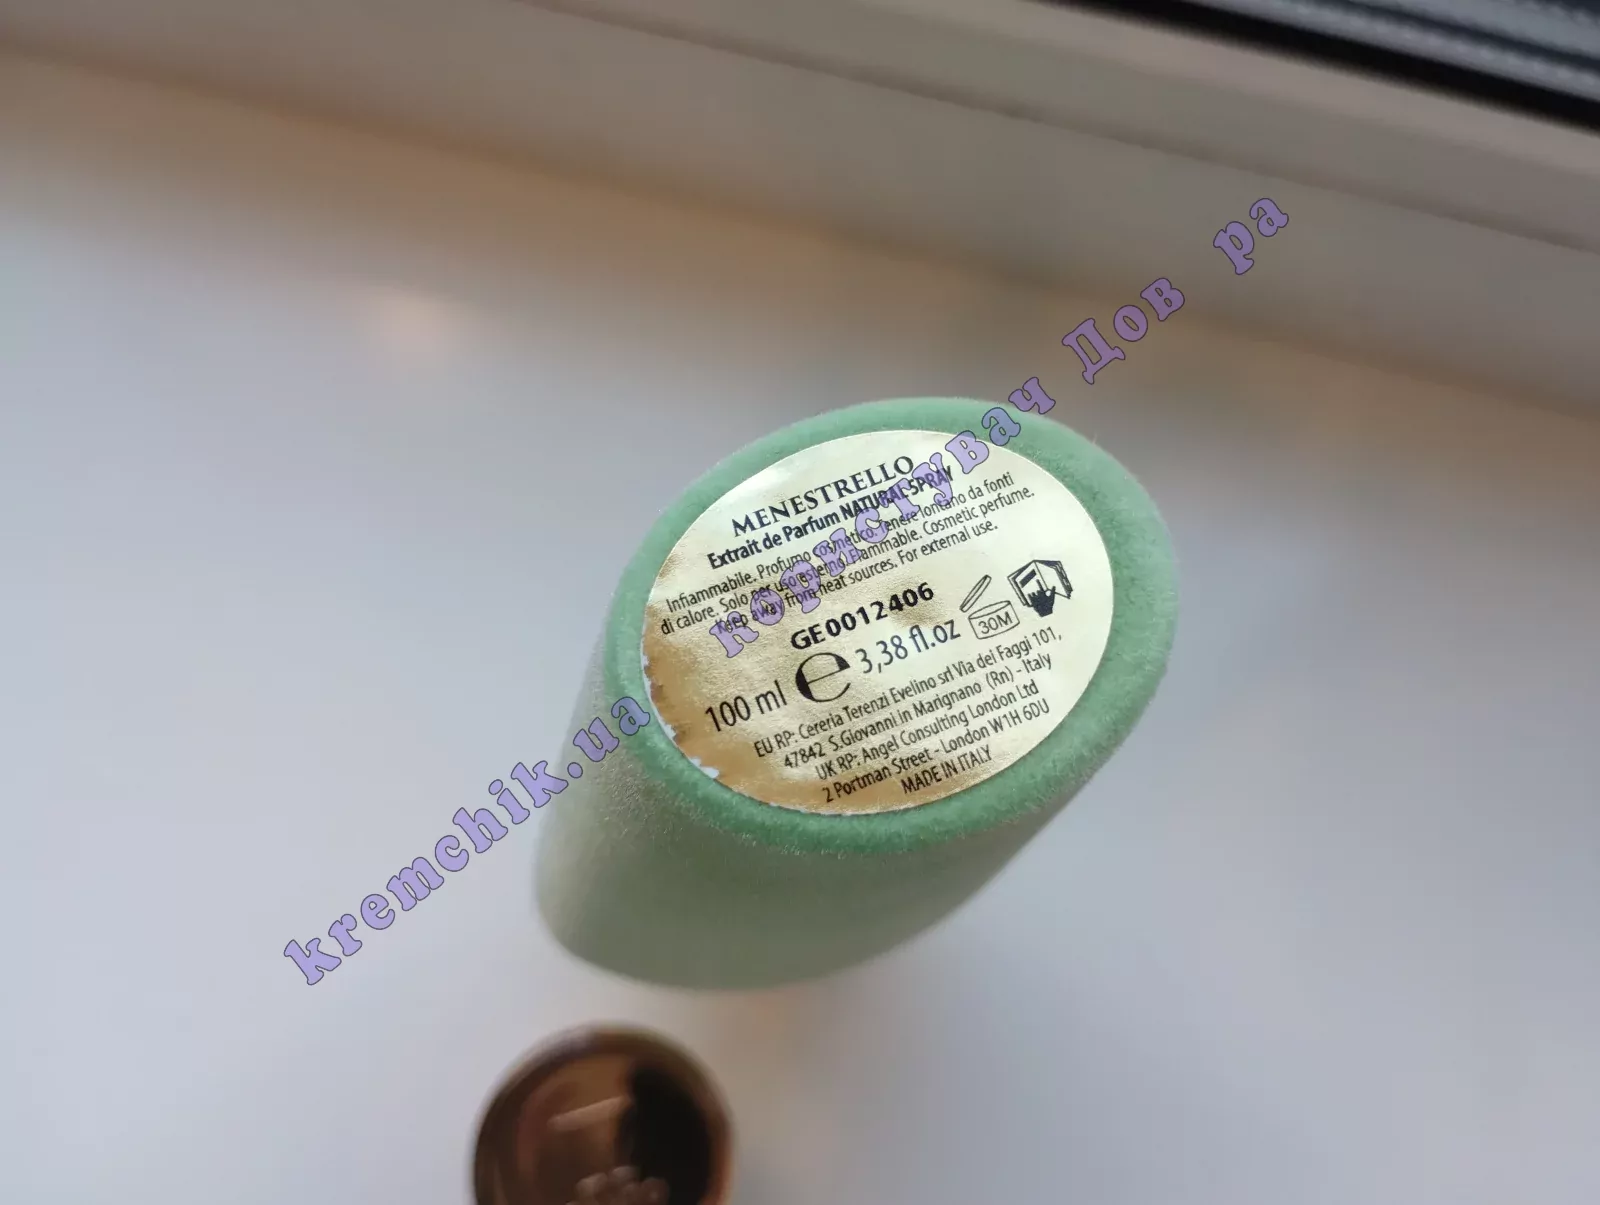 MENESTRELLO
Extrait de Parfum NATURAL SPRAY
Infiammabile. Profumo cosmetico. Tenere lontano da fonti
di calore. Solo per uso esterno. Flammable. Cosmetic perfume.
Keep away from heat sources. For external use.
GE0012406
100 ml e 3,38 fl.oz
30M
EU RP: Cereria Terenzi Evelino srl Via dei Faggi 101,
47842 S.Giovanni in Marignano (Rn) - Italy
UK RP: Angel Consulting London Ltd
2 Portman Street - London W1H 6DU
MADE IN ITALY
kremchik.ua користувач Дов ра